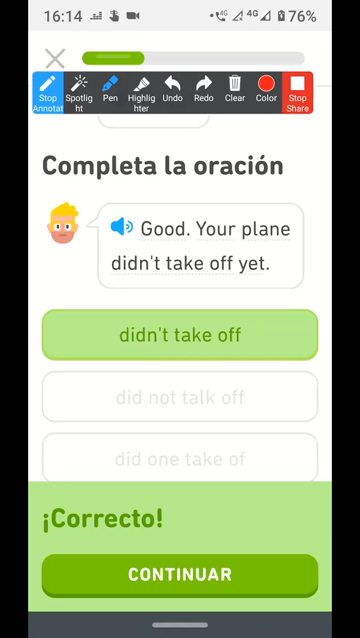 16:14
4G
4G
76%
Stop Annotat
Spotlig ht
Pen
Highlig hter
Undo
Redo
Clear
Color
Stop Share
Completa la oración
Good. Your plane
didn't take off yet.
didn't take off
did not talk off
did one take of
¡Correcto!
CONTINUAR